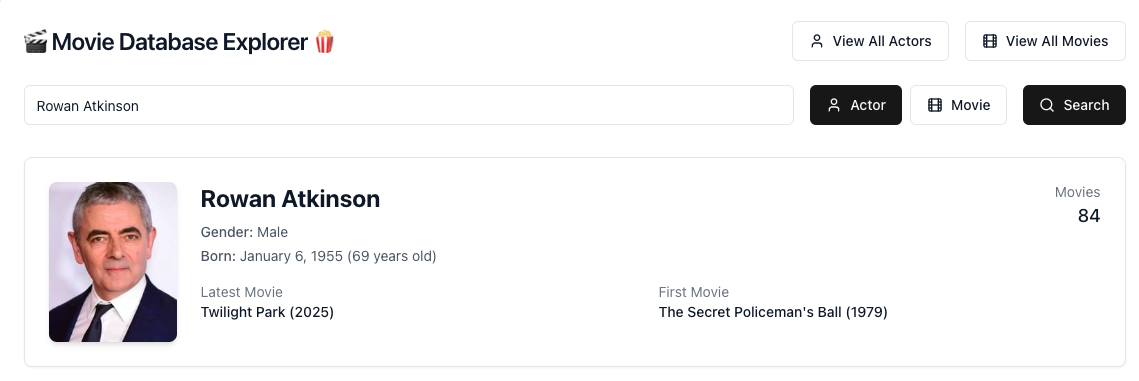 🎬 Movie Database Explorer 🍿
View All Actors
View All Movies
Rowan Atkinson
Actor
Movie
Search
Rowan Atkinson
Movies
84
Gender: Male
Born: January 6, 1955 (69 years old)
Latest Movie
Twilight Park (2025)
First Movie
The Secret Policeman's Ball (1979)